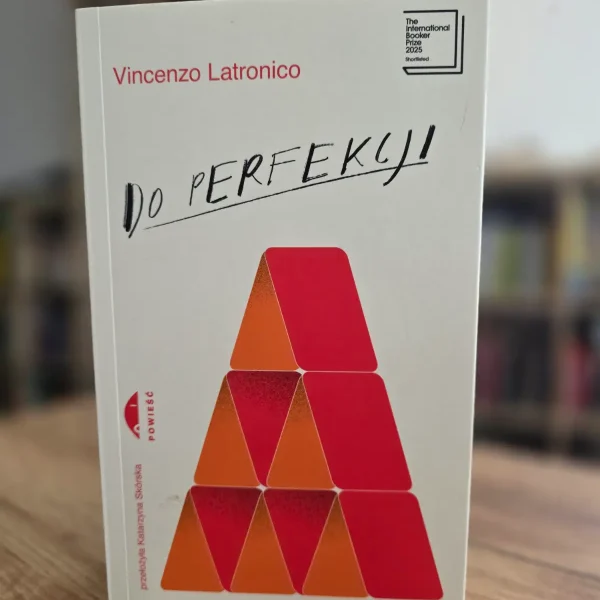 The
International
Booker
Prize
2025
Shortlisted
Vincenzo Latronico
DO PERFEKCJI
POWIEŚĆ
przełożyła Katarzyna Skórska